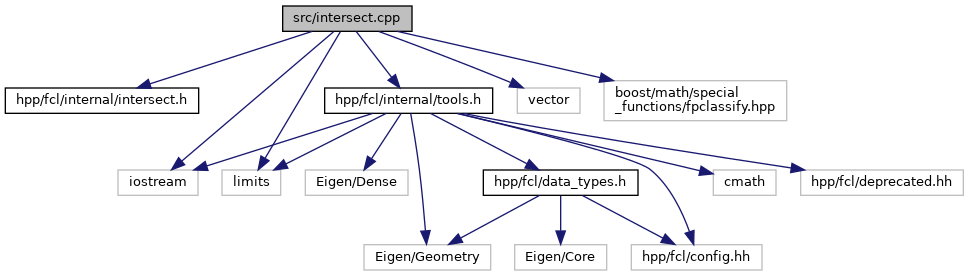 src/intersect.cpp
hpp/fcl/internal/intersect.h
hpp/fcl/internal/tools.h
vector
boost/math/special
_functions/fpclassify.hpp
iostream
limits
Eigen/Dense
hpp/fcl/data_types.h
cmath
hpp/fcl/deprecated.hh
Eigen/Geometry
Eigen/Core
hpp/fcl/config.hh